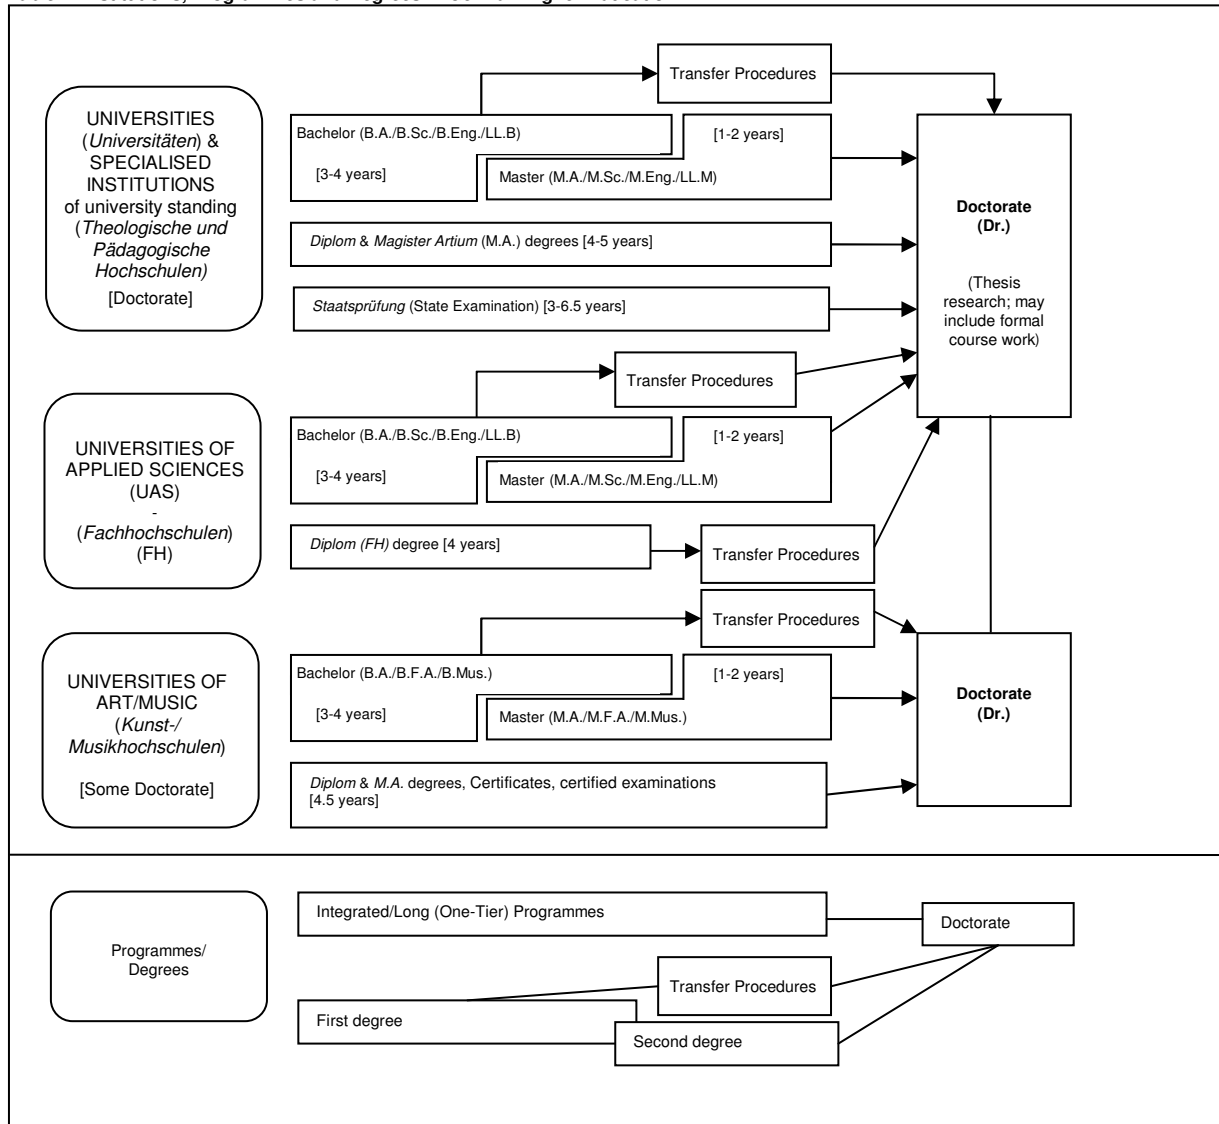 Transfer Procedures
UNIVERSITIES
(Universitäten) &
SPECIALISED
INSTITUTIONS
of university standing
(Theologische und
Pädagogische
Hochschulen)
[Doctorate]
Bachelor (B.A./B.Sc./B.Eng./LL.B)
[3-4 years]
[1-2 years]
Master (M.A./M.Sc./M.Eng./LL.M)
Diplom & Magister Artium (M.A.) degrees [4-5 years]
Staatsprüfung (State Examination) [3-6.5 years]
Doctorate
(Dr.)
(Thesis
research; may
include formal
course work)
Transfer Procedures
UNIVERSITIES OF
APPLIED SCIENCES
(UAS)
-
(Fachhochschulen)
(FH)
Bachelor (B.A./B.Sc./B.Eng./LL.B)
[3-4 years]
[1-2 years]
Master (M.A./M.Sc./M.Eng./LL.M)
Diplom (FH) degree [4 years]
Transfer Procedures
Transfer Procedures
UNIVERSITIES OF
ART/MUSIC
(Kunst-/
Musikhochschulen)
[Some Doctorate]
Bachelor (B.A./B.F.A./B.Mus.)
[3-4 years]
[1-2 years]
Master (M.A./M.F.A./M.Mus.)
Diplom & M.A. degrees, Certificates, certified examinations
[4.5 years]
Doctorate
(Dr.)
Programmes/
Degrees
Integrated/Long (One-Tier) Programmes
Doctorate
Transfer Procedures
First degree
Second degree